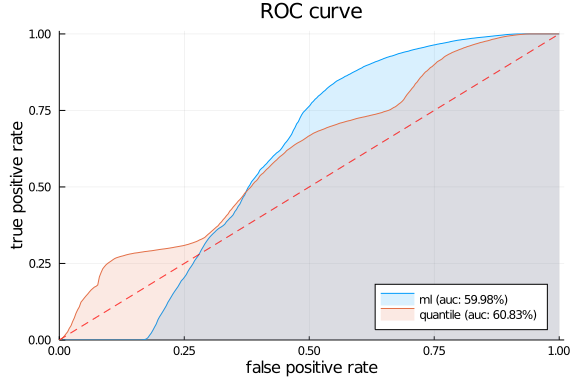 ROC curve
1.00
0.75
0.50
0.25
0.00
true positive rate
ml (auc: 59.98%)
quantile (auc: 60.83%)
0.00 0.25 0.50 0.75 1.00
false positive rate